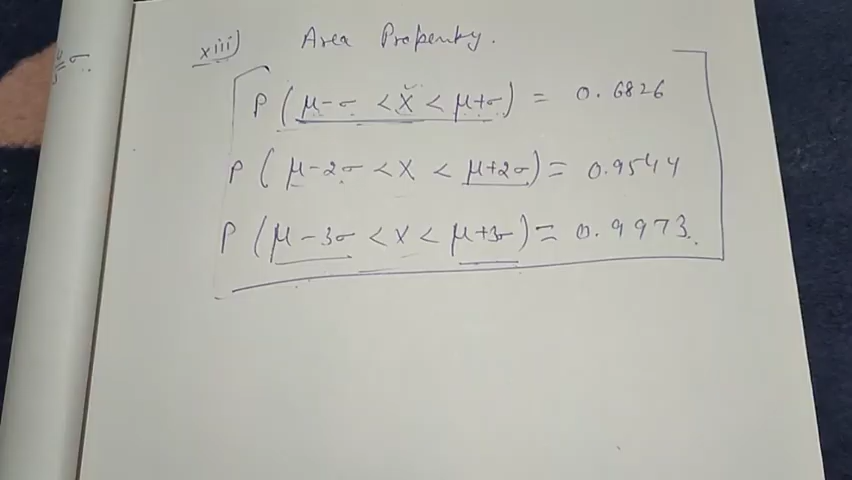 xiii) Area Property.
P (μ-σ < X < μ+σ) = 0.6826
P (μ-2σ < X < μ+2σ) = 0.9544
P (μ-3σ < X < μ+3σ) = 0.9973.